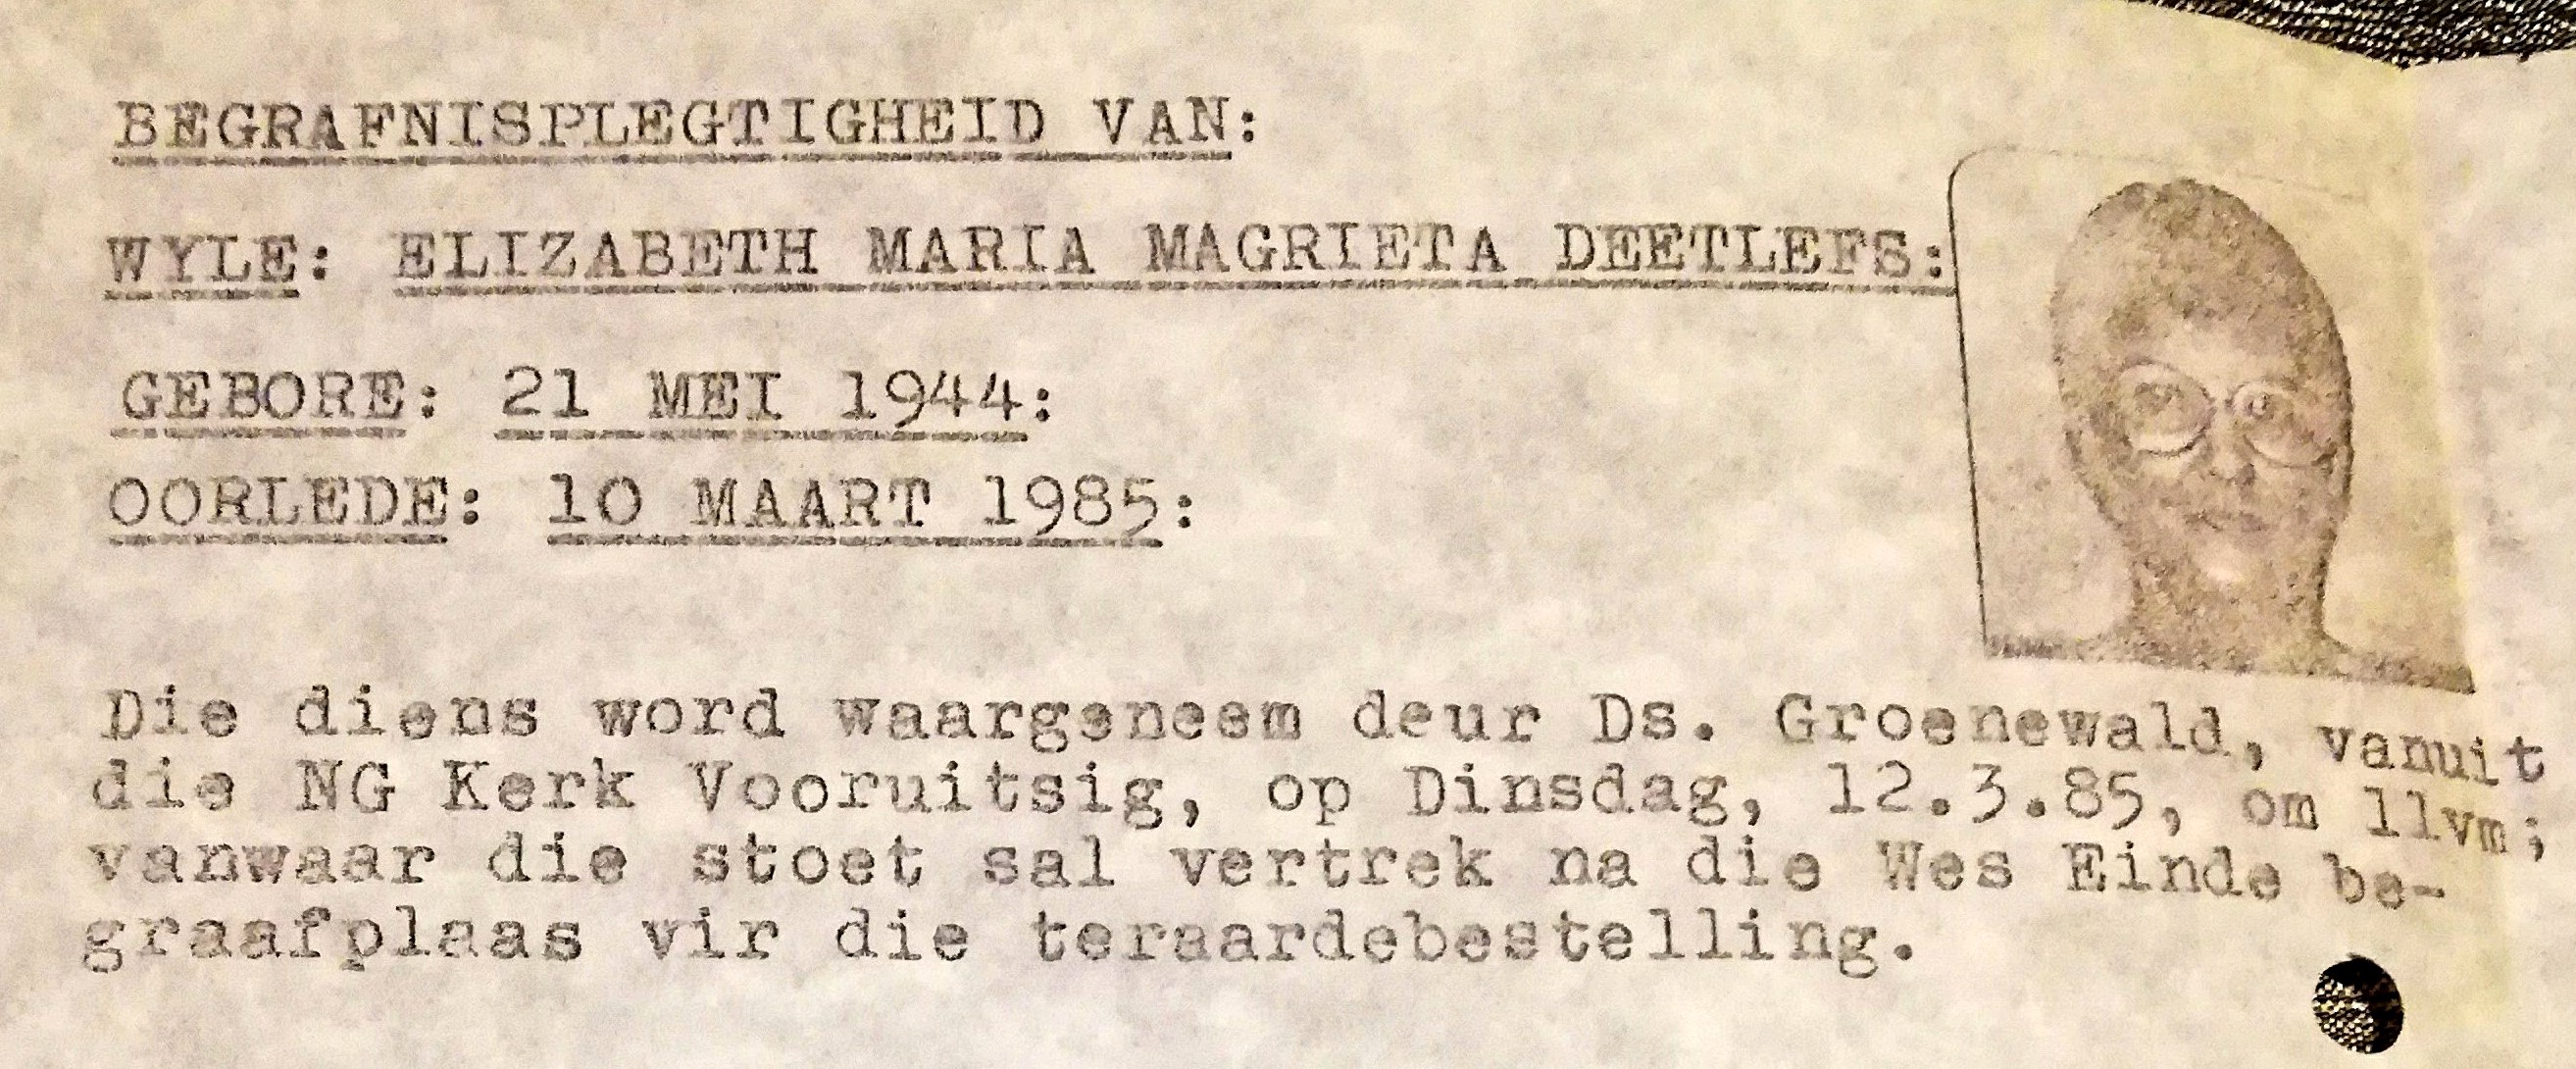 BEGRAFNISPLEGTIGHEID VAN:
WYLE: ELIZABETH MARIA MAGRIETA DEETLEFS:
GEBORE: 21 MEI 1944:
OORLEDE: 10 MAART 1985:
Die diens word waargeneem deur Ds. Groenewald, vanuit
die NG Kerk Vooruitsig, op Dinsdag, 12.3.85, om 11vm;
vanwaar die stoet sal vertrek na die Wes Einde be-
graafplaas vir die teraardebestelling.